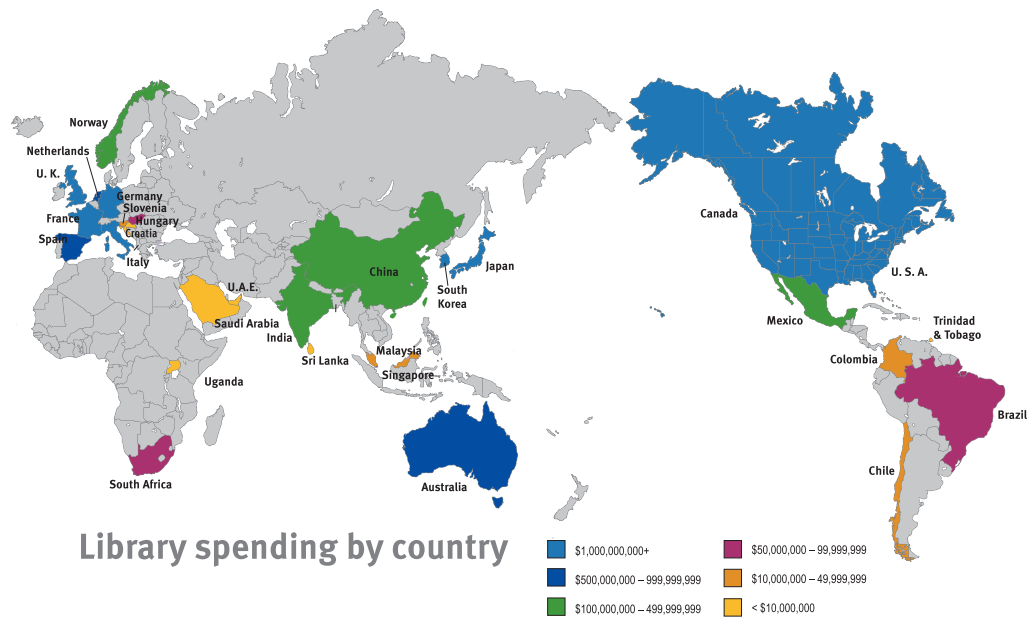 Norway
Netherlands
U. K.
Germany
Slovenia
France
Hungary
Croatia
Spain
Italy
China
Japan
South
Korea
U.A.E.
Saudi Arabia
India
Sri Lanka
Malaysia
Singapore
Uganda
South Africa
Australia
Canada
U. S. A.
Mexico
Trinidad
& Tobago
Colombia
Brazil
Chile
Library spending by country
$1,000,000,000+
$500,000,000 – 999,999,999
$100,000,000 – 499,999,999
$50,000,000 – 99,999,999
$10,000,000 – 49,999,999
< $10,000,000